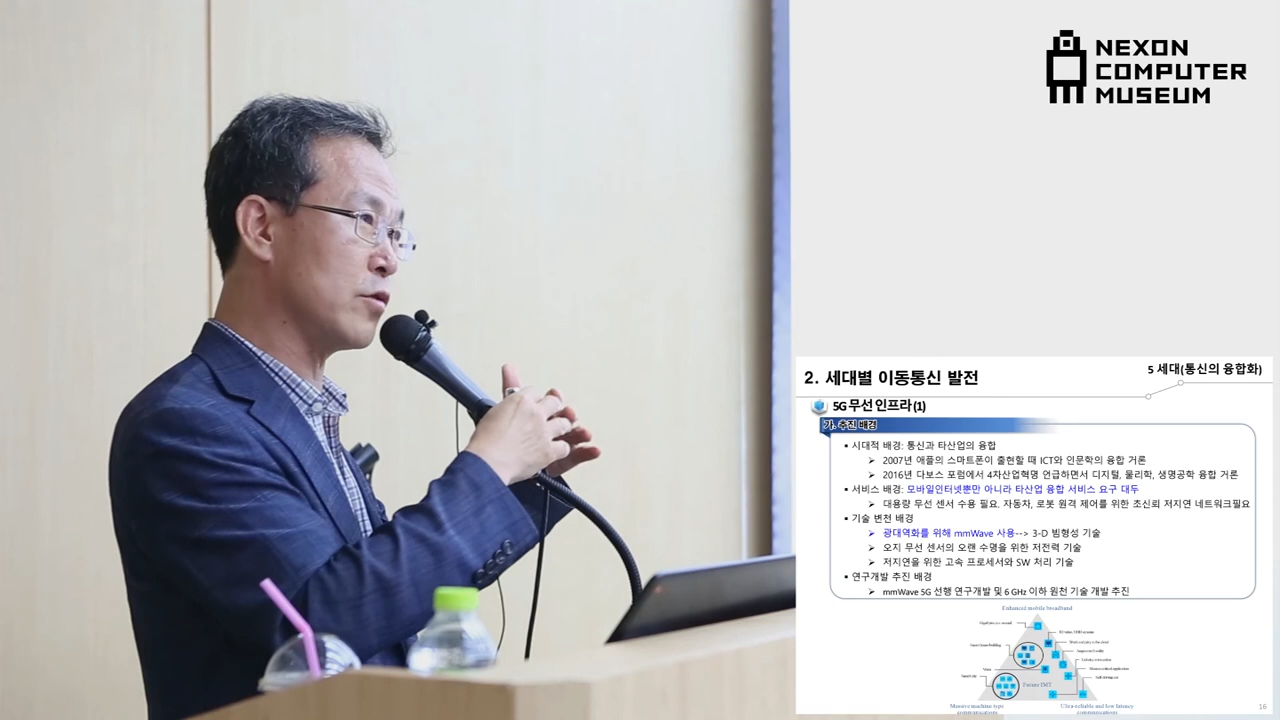 NEXON
COMPUTER
MUSEUM
2. 세대별 이동통신 발전
5 세대(통신의 융합화)
5G 무선 인프라(1)
가. 추진 배경
▪ 시대적 배경: 통신과 타산업의 융합
➢ 2007년 애플의 스마트폰이 출현할 때 ICT와 인문학의 융합 거론
➢ 2016년 다보스 포럼에서 4차산업혁명 언급하면서 디지털, 물리학, 생명공학 융합 거론
▪ 서비스 배경: 모바일인터넷뿐만 아니라 타산업 융합 서비스 요구 대두
➢ 대용량 무선 센서 수용 필요, 자동차, 로봇 원격 제어를 위한 초신뢰 저지연 네트워크필요
▪ 기술 변천 배경
➢ 광대역화를 위해 mmWave 사용--> 3-D 빔형성 기술
➢ 오지 무선 센서의 오랜 수명을 위한 저전력 기술
➢ 저지연을 위한 고속 프로세서와 SW 처리 기술
▪ 연구개발 추진 배경
➢ mmWave 5G 선행 연구개발 및 6 GHz 이하 원천 기술 개발 추진
Enhanced mobile broadband
Future IMT
Massive machine type
communications
Ultra-reliable and low latency
communications
16